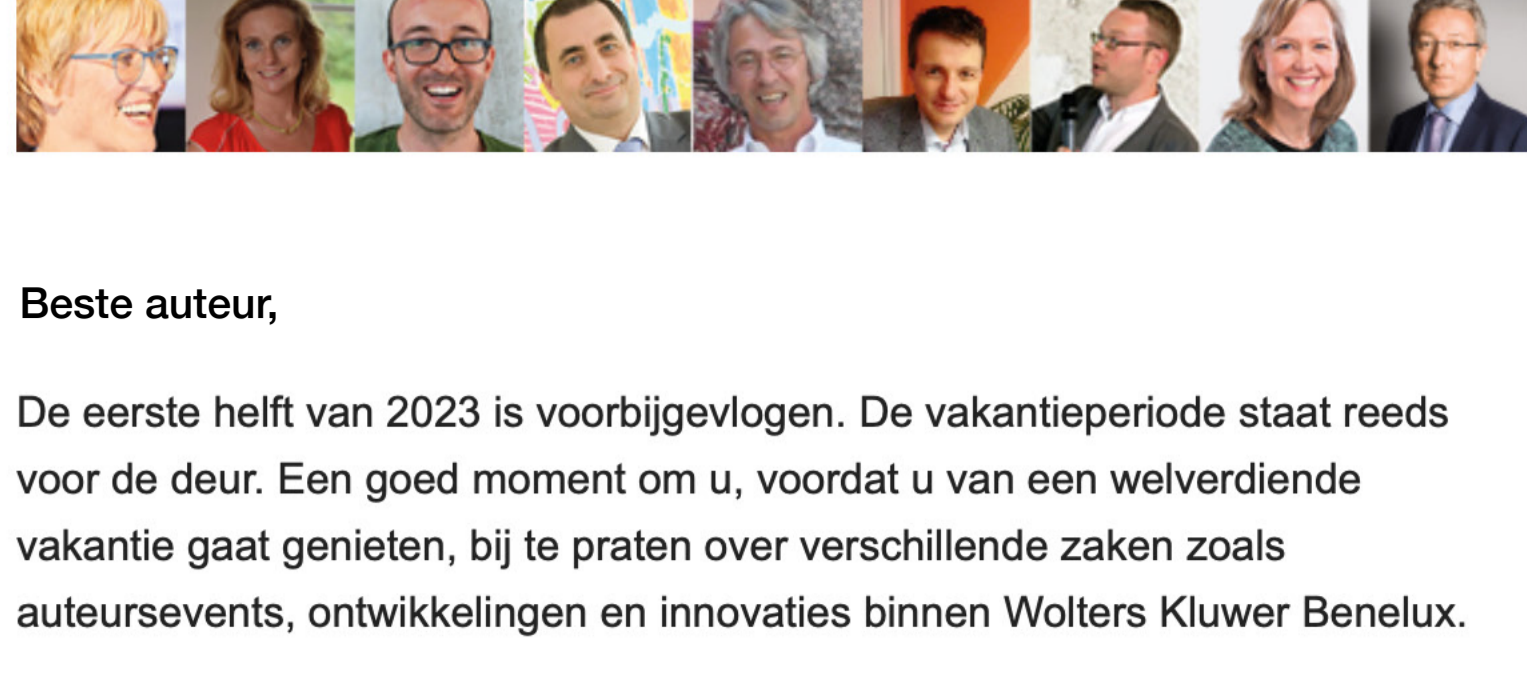 Beste auteur,
De eerste helft van 2023 is voorbijgevlogen. De vakantieperiode staat reeds
voor de deur. Een goed moment om u, voordat u van een welverdiende
vakantie gaat genieten, bij te praten over verschillende zaken zoals
auteursevents, ontwikkelingen en innovaties binnen Wolters Kluwer Benelux.